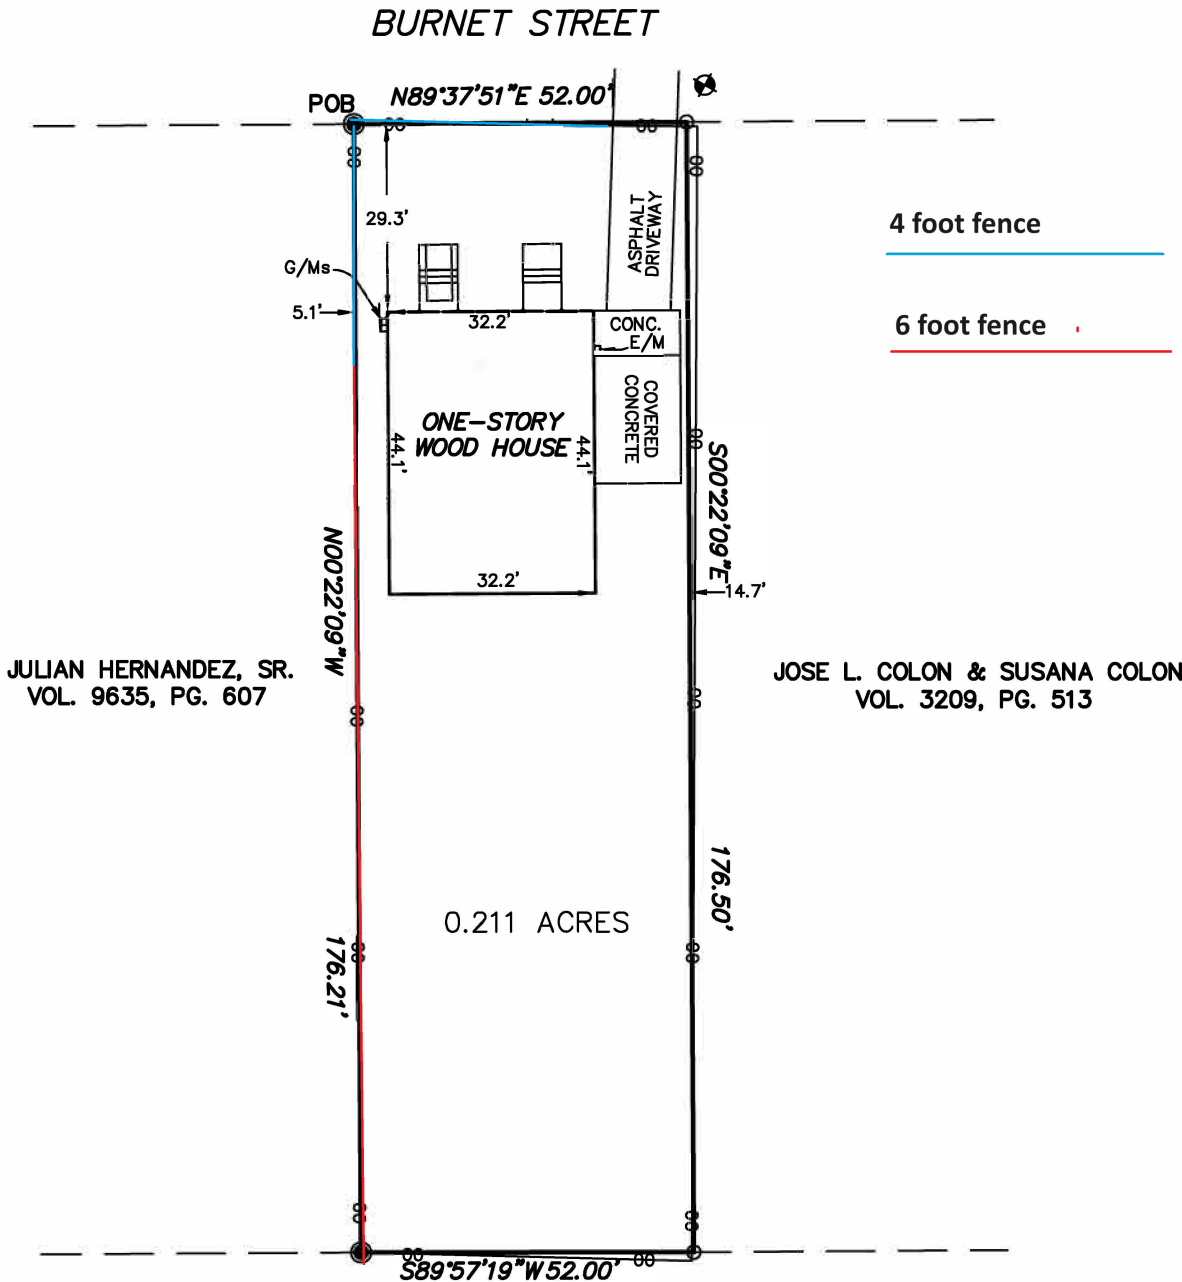 BURNET STREET
N89°37'51"E 52.00'
POB
29.3'
ASPHALT
DRIVEWAY
4 foot fence
G/Ms
5.1'
32.2'
CONC.
E/M
6 foot fence
COVERED
CONCRETE
ONE-STORY
WOOD HOUSE
44.1'
44.1'
S00°22'09"E
N00°22'09"W
32.2'
14.7'
JULIAN HERNANDEZ, SR.
VOL. 9635, PG. 607
JOSE L. COLON & SUSANA COLON
VOL. 3209, PG. 513
176.50'
0.211 ACRES
176.21'
S89°57'19"W 52.00'